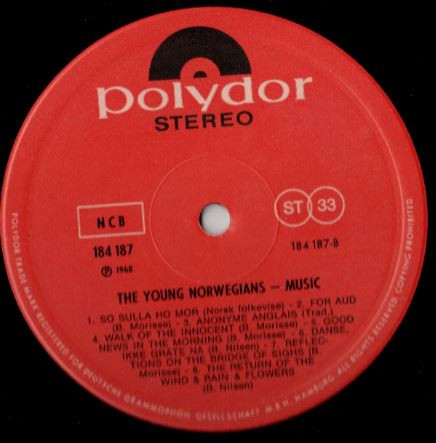 polydor
STEREO
NCB
ST 33
184 187
184 187-B
℗ 1968
THE YOUNG NORWEGIANS — MUSIC
1. SO SULLA HO MOR (Norsk folkevise) - 2. FOR AUD
(B. Morisse) - 3. ANONYME ANGLAIS (Trad.)
4. WALK OF THE INNOCENT (B. Morisse) - 5. GOOD
NEWS IN THE MORNING (B. Nilsen) - 6. DANSE,
IKKE GRATE NA (B. Nilsen) - 7. REFLEC-
TIONS ON THE BRIDGE OF SIGHS (B.
Morisse) - 8. THE RETURN OF THE
WIND & RAIN & FLOWERS
(B. Nilsen)
POLYDOR TRADE MARK REGISTERED FOR DEUTSCHE GRAMMOPHON GESELLSCHAFT M.B.H. HAMBURG ALL RIGHTS RESERVED. COPYING PROHIBITED